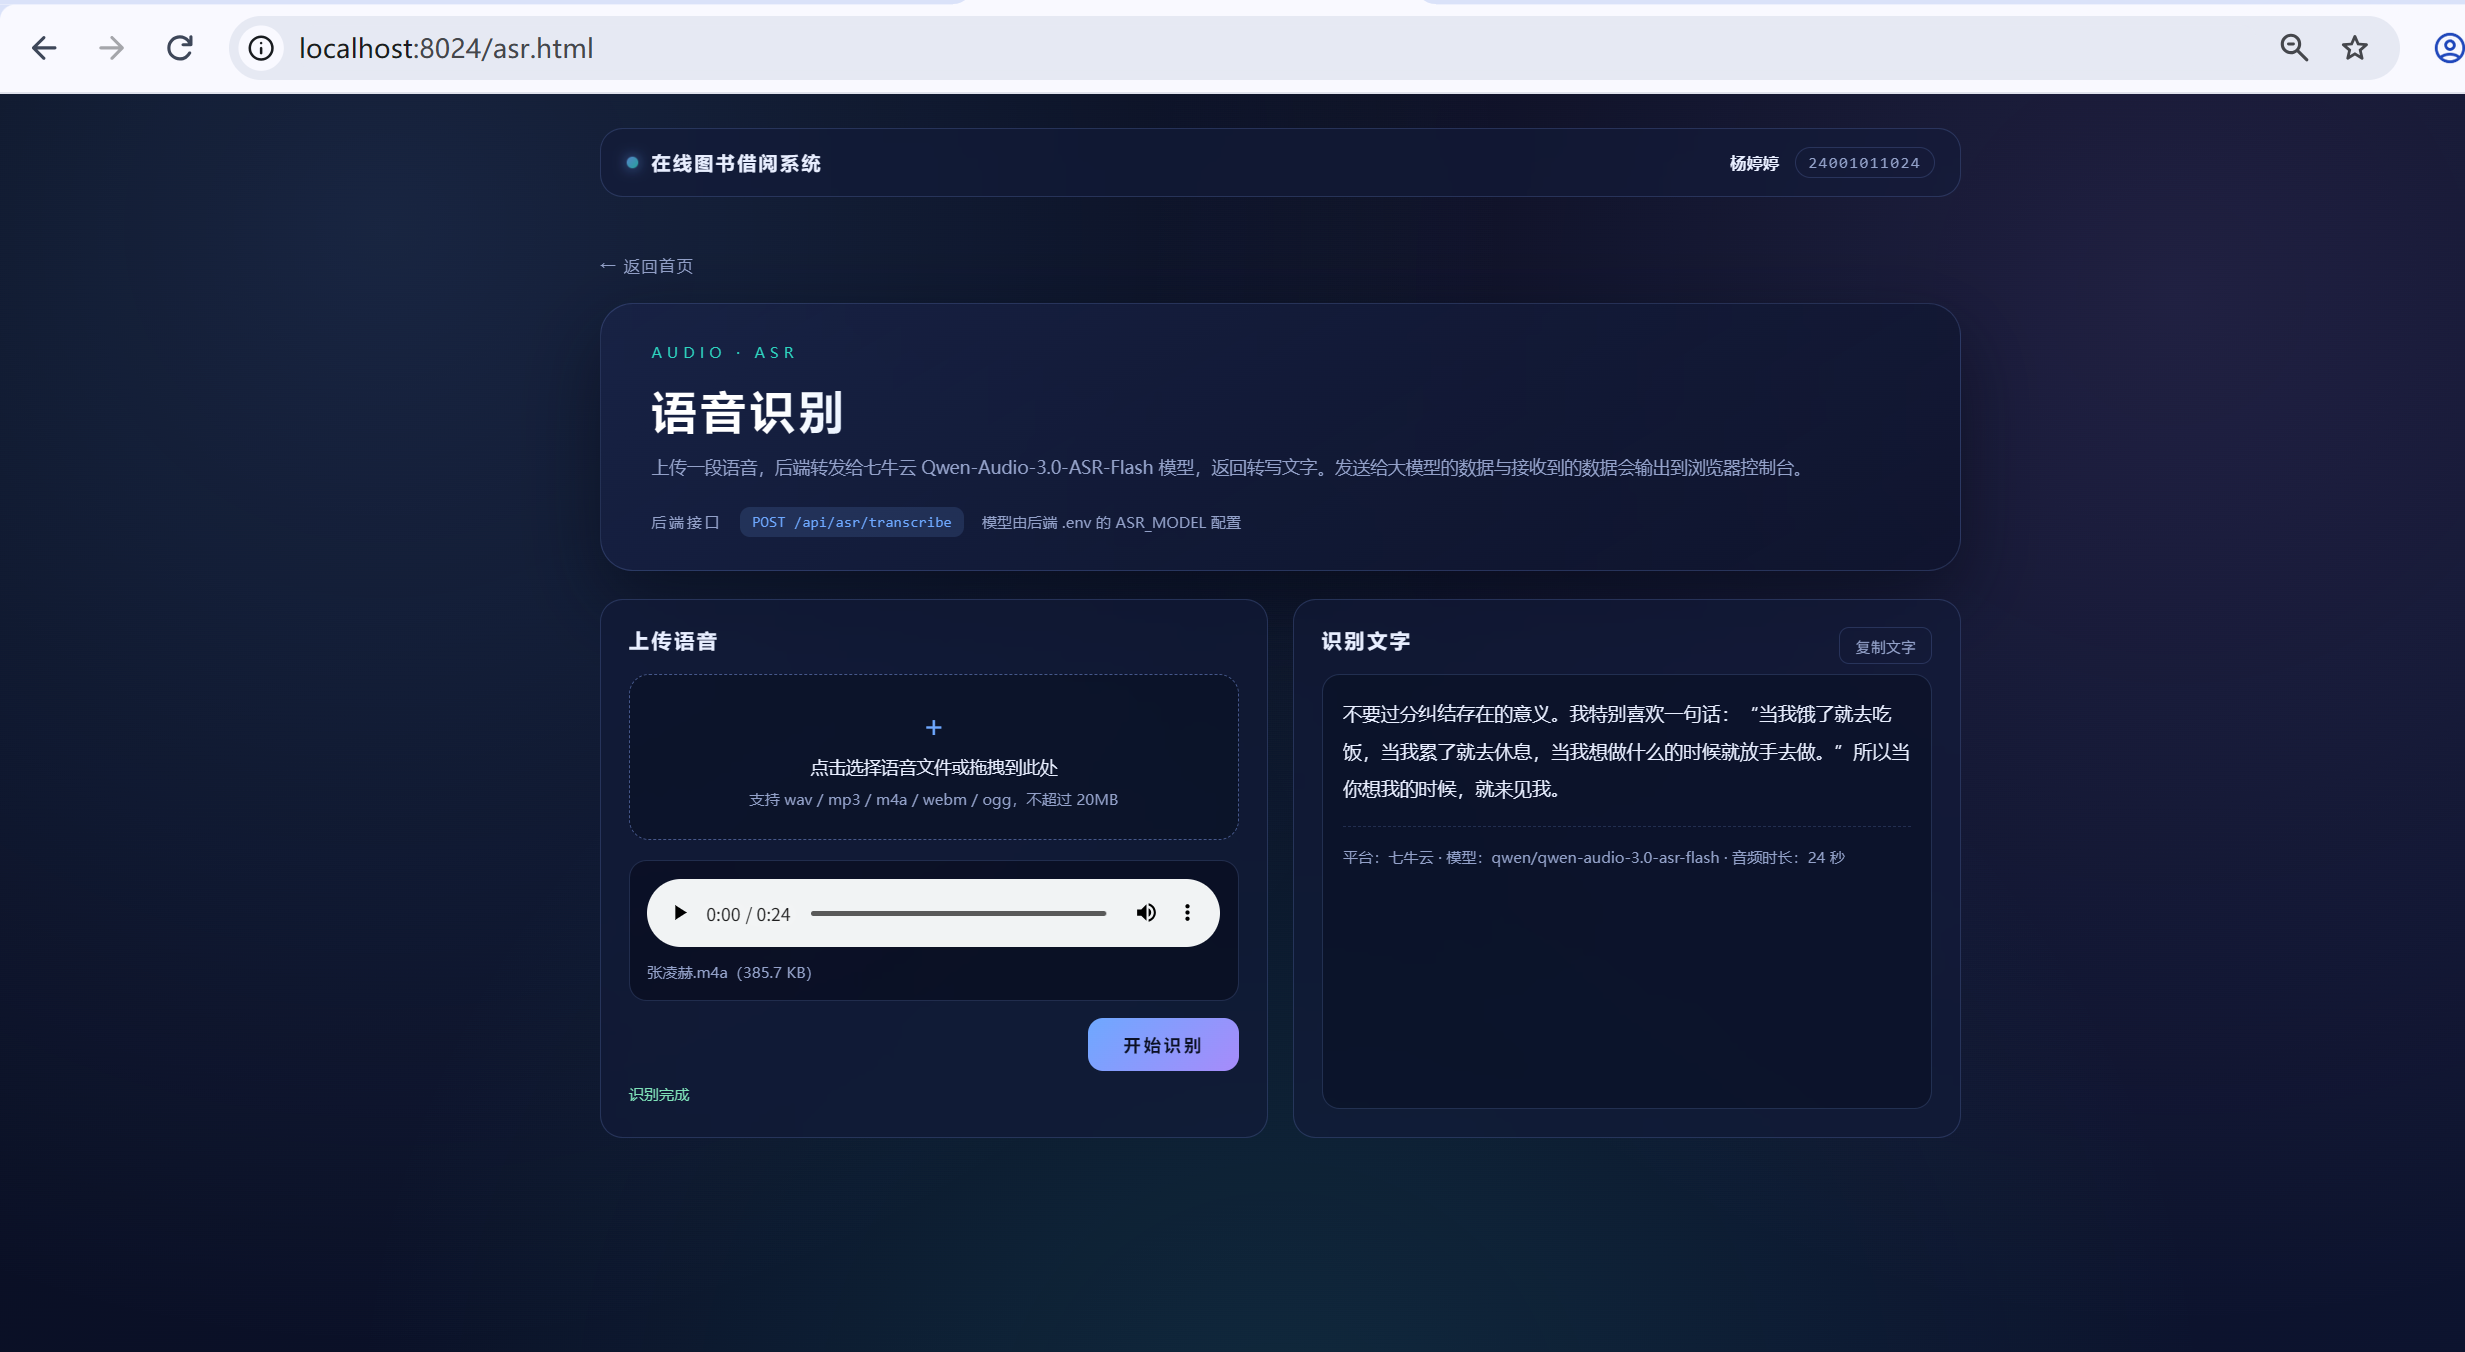 localhost:8024/asr.html
在线图书借阅系统
杨婷婷 24001011024
← 返回首页
AUDIO · ASR
语音识别
上传一段语音，后端转发给七牛云 Qwen-Audio-3.0-ASR-Flash 模型，返回转写文字。发送给大模型的数据与接收到的数据会输出到浏览器控制台。
后端接口 POST /api/asr/transcribe 模型由后端 .env 的 ASR_MODEL 配置
上传语音
+
点击选择语音文件或拖拽到此处
支持 wav / mp3 / m4a / webm / ogg，不超过 20MB
0:00 / 0:24
张凌赫.m4a（385.7 KB）
开始识别
识别完成
识别文字
复制文字
不要过分纠结存在的意义。我特别喜欢一句话：“当我饿了就去吃
饭，当我累了就去休息，当我想做什么的时候就放手去做。”所以当
你想我的时候，就来见我。
平台：七牛云 · 模型：qwen/qwen-audio-3.0-asr-flash · 音频时长：24 秒